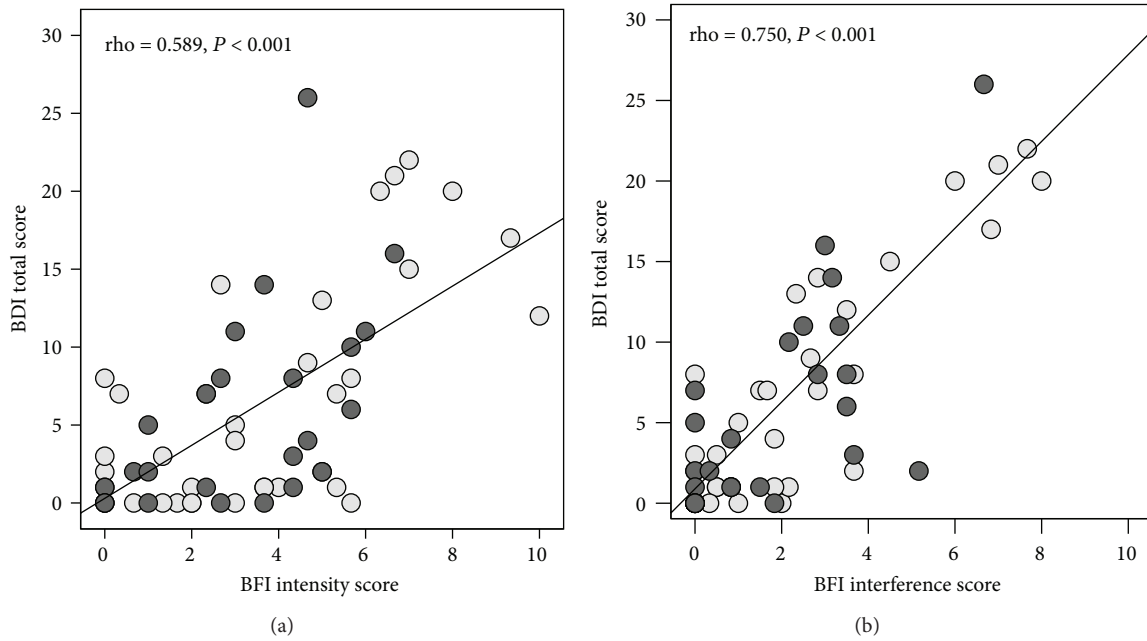 rho = 0.589, P < 0.001
30
25
20
15
10
5
0
BDI total score
0 2 4 6 8 10
BFI intensity score
(a)
rho = 0.750, P < 0.001
30
25
20
15
10
5
0
BDI total score
0 2 4 6 8 10
BFI interference score
(b)